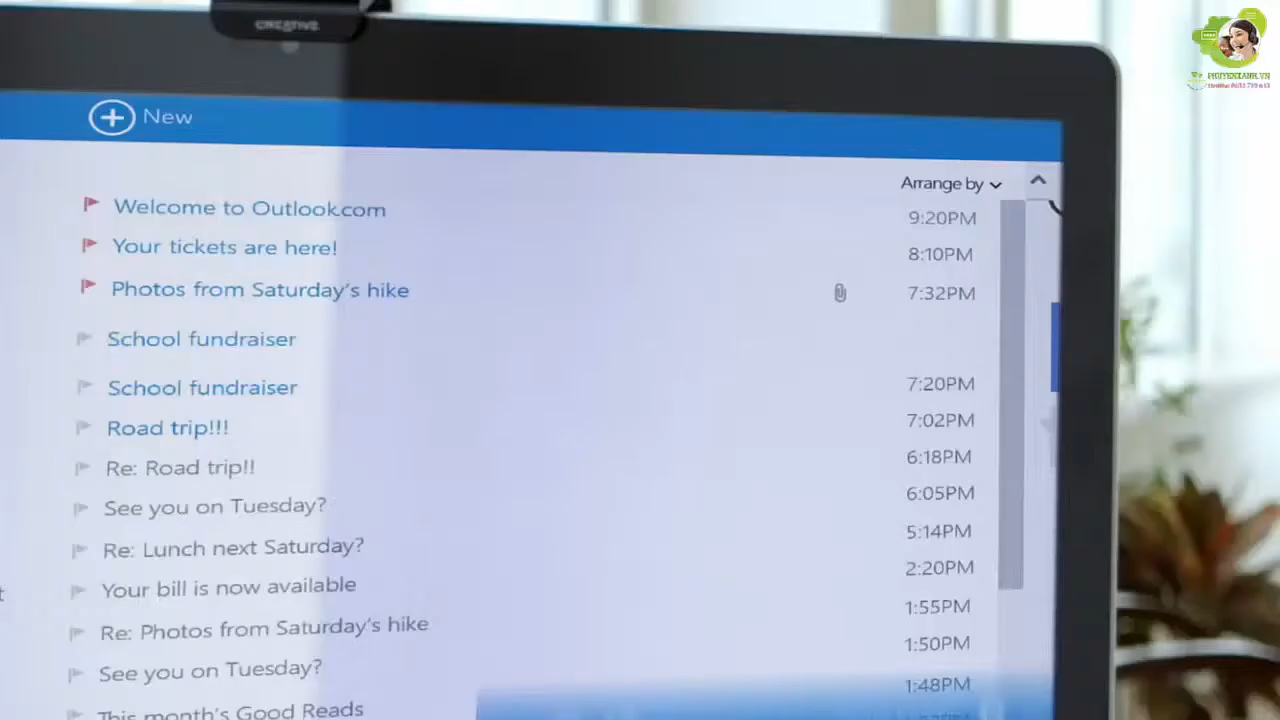 CREATIVE
New
Arrange by
Welcome to Outlook.com 9:20PM
Your tickets are here! 8:10PM
Photos from Saturday's hike 7:32PM
School fundraiser
School fundraiser 7:20PM
Road trip!!! 7:02PM
Re: Road trip!! 6:18PM
See you on Tuesday? 6:05PM
Re: Lunch next Saturday? 5:14PM
Your bill is now available 2:20PM
Re: Photos from Saturday's hike 1:55PM
See you on Tuesday? 1:50PM
This month's Good Reads 1:48PM